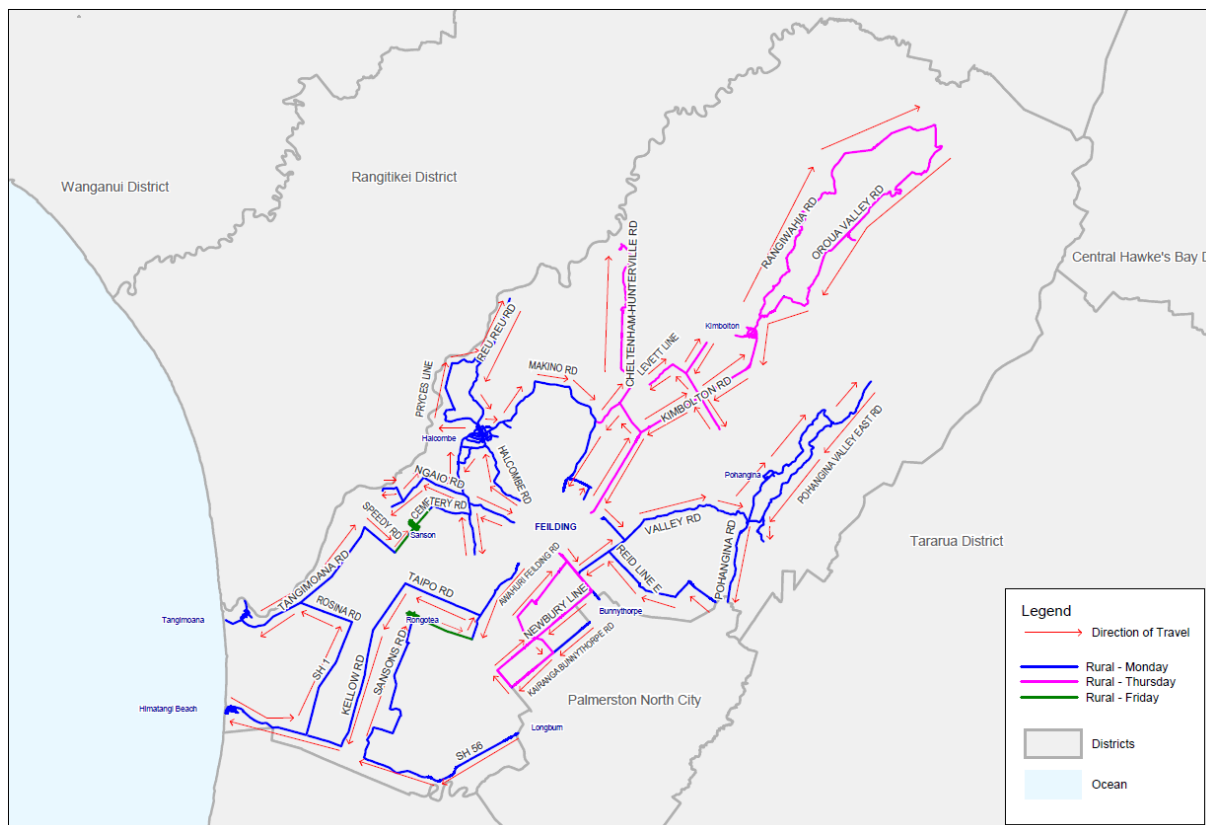 Wanganui District
Rangitikei District
Central Hawke's Bay D
RANGIWAHIA RD
OROUA VALLEY RD
CHELTENHAM-HUNTERVILLE RD
Kimbolton
REU REU RD
PRYCES LINE
MAKINO RD
LEVETT LINE
KIMBOLTON RD
Halcombe
HALCOMBE RD
Pohangina
POHANGINA VALLEY EAST RD
NGAIO RD
CEMETERY RD
SPEEDY RD
Sanson
FEILDING
VALLEY RD
Tararua District
POHANGINA RD
REID LINE E
AWAHURI FEILDING RD
TANGIMOANA RD
TAIPO RD
ROSINA RD
Tangimoana
Rongotea
NEWBURY LINE
Bunnythorpe
KAIRANGA BUNNYTHORPE RD
SH 1
KELLOW RD
SANSONS RD
Himatangi Beach
Palmerston North City
Longburn
SH 56
Legend
Direction of Travel
Rural - Monday
Rural - Thursday
Rural - Friday
Districts
Ocean